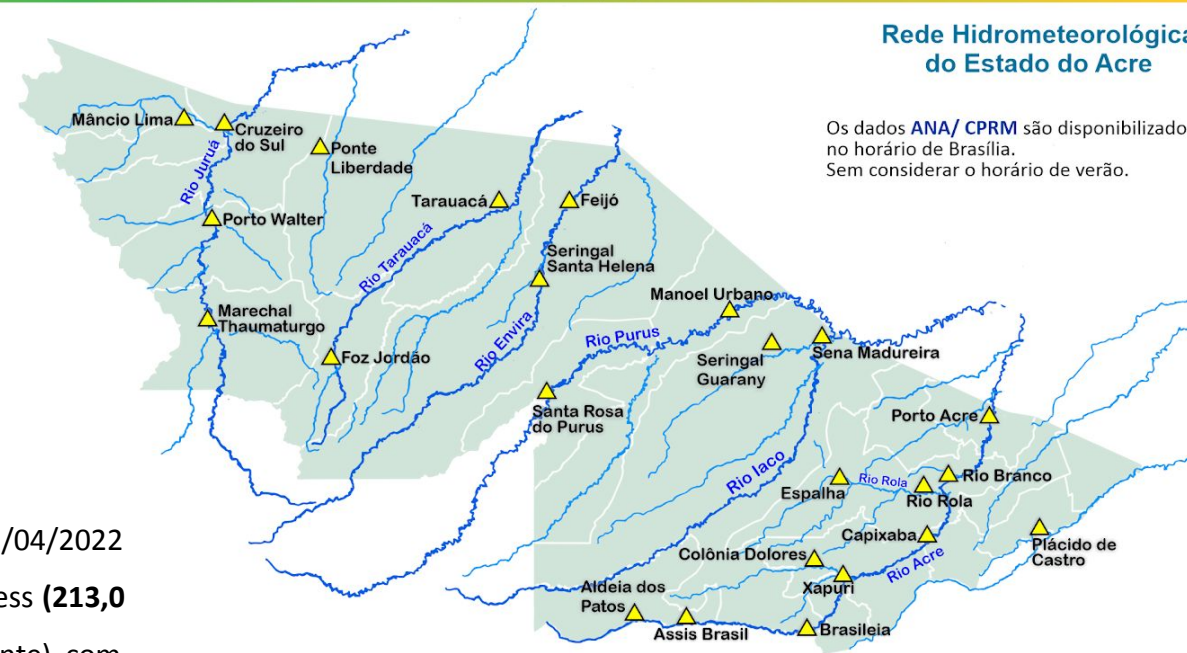 Rede Hidrometeorológica
do Estado do Acre
Os dados ANA/ CPRM são disponibilizado
no horário de Brasília.
Sem considerar o horário de verão.
Mâncio Lima
Cruzeiro
do Sul
Ponte
Liberdade
Rio Juruá
Porto Walter
Tarauacá
Feijó
Rio Tarauacá
Seringal
Santa Helena
Marechal
Thaumaturgo
Foz Jordão
Rio Envira
Manoel Urbano
Rio Purus
Seringal
Guarany
Sena Madureira
Santa Rosa
do Purus
Porto Acre
Rio Iaco
Espalha
Rio Rola
Rio Rola
Rio Branco
Capixaba
Plácido de
Castro
Colônia Dolores
Rio Acre
Xapuri
Aldeia dos
Patos
Assis Brasil
Brasileia
/04/2022
ess (213,0
nte), com